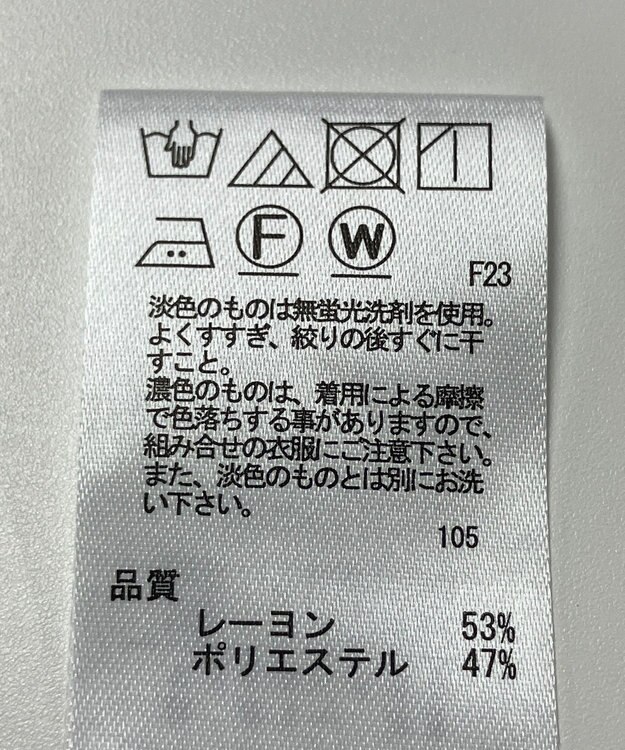 F W
F23
淡色のものは無蛍光洗剤を使用。
よくすすぎ、絞りの後すぐに干
すこと。
濃色のものは、着用による摩擦
で色落ちする事がありますので、
組み合せの衣服にご注意下さい。
また、淡色のものとは別にお洗
い下さい。
105
品質
レーヨン 53%
ポリエステル 47%